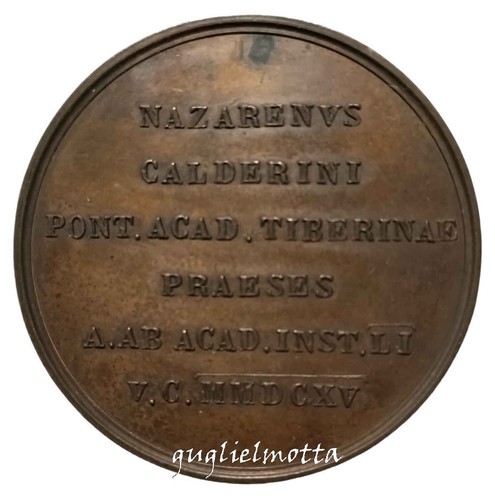 NAZARENVS
CALDERINI
PONT. ACAD. TIBERINAE
PRAESES
A. AB ACAD. INST. LI
V. C. MMDCXV
guglielmotta